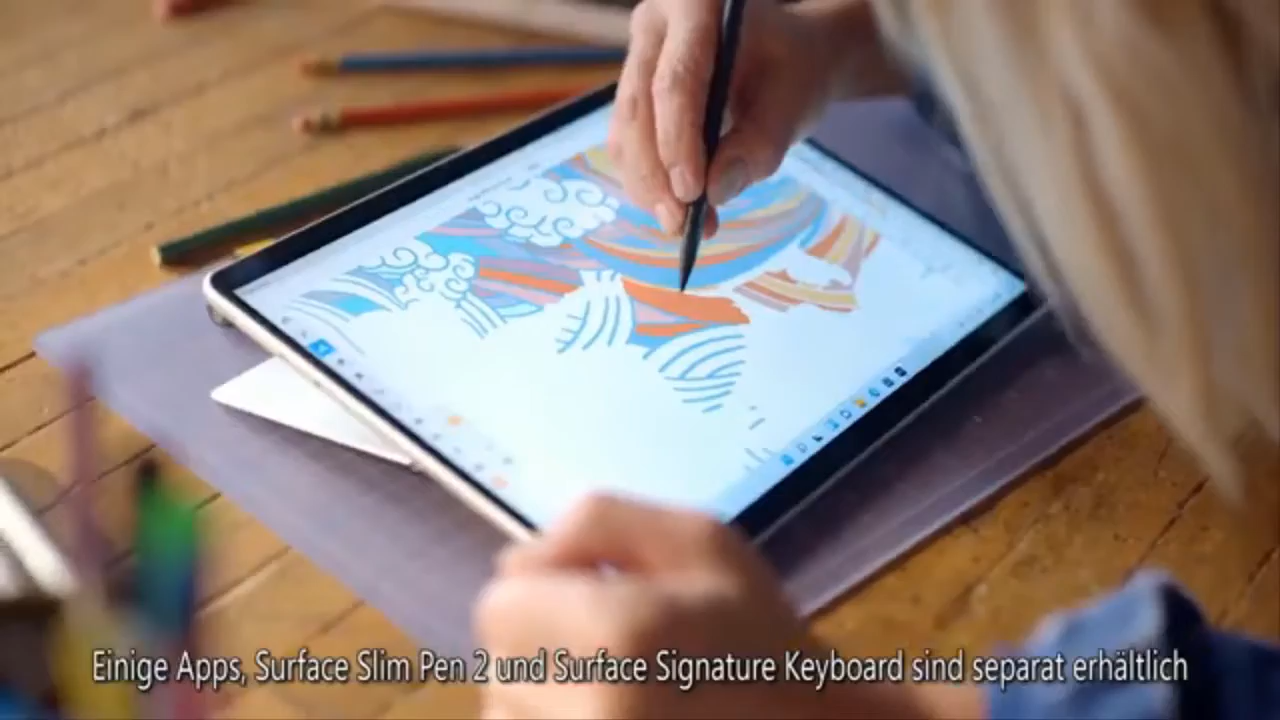 Einige Apps, Surface Slim Pen 2 und Surface Signature Keyboard sind separat erhältlich